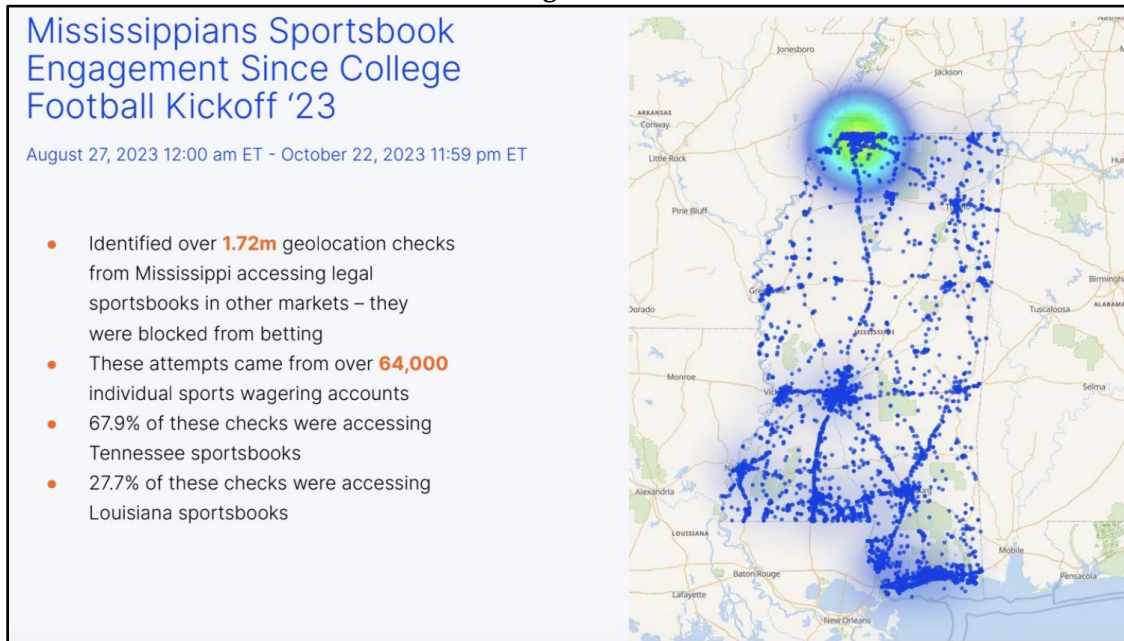 Mississippians Sportsbook
Engagement Since College
Football Kickoff ‘23
August 27, 2023 12:00 am ET - October 22, 2023 11:59 pm ET
● Identified over 1.72m geolocation checks
from Mississippi accessing legal
sportsbooks in other markets – they
were blocked from betting
● These attempts came from over 64,000
individual sports wagering accounts
● 67.9% of these checks were accessing
Tennessee sportsbooks
● 27.7% of these checks were accessing
Louisiana sportsbooks
Jonesboro
Jackson
ARKANSAS
Conway
Little Rock
Pine Bluff
Birmingha
ALABAMA
Tuscaloosa
Dorado
MISSISSIPPI
Monroe
Selma
Alexandria
LOUISIANA
Mobile
Baton Rouge
Pensacola
Lafayette
New Orleans